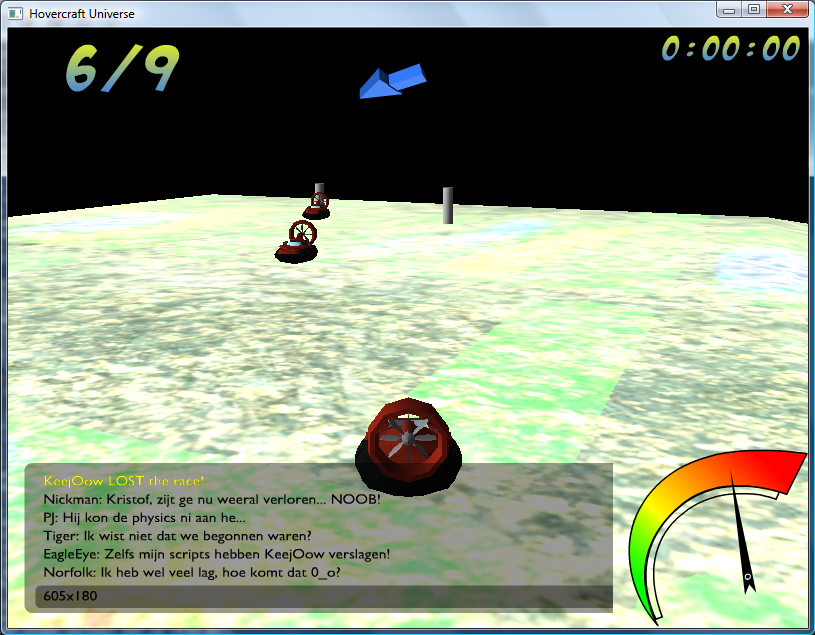 Hovercraft Universe
6/9
0:00:00
KeejOow LOST the race!
Nickman: Kristof, zijt ge nu weeral verloren... NOOB!
PJ: Hij kon de physics ni aan he...
Tiger: Ik wist niet dat we begonnen waren?
EagleEye: Zelfs mijn scripts hebben KeejOow verslagen!
Norfolk: Ik heb wel veel lag, hoe komt dat 0_o?
605x180